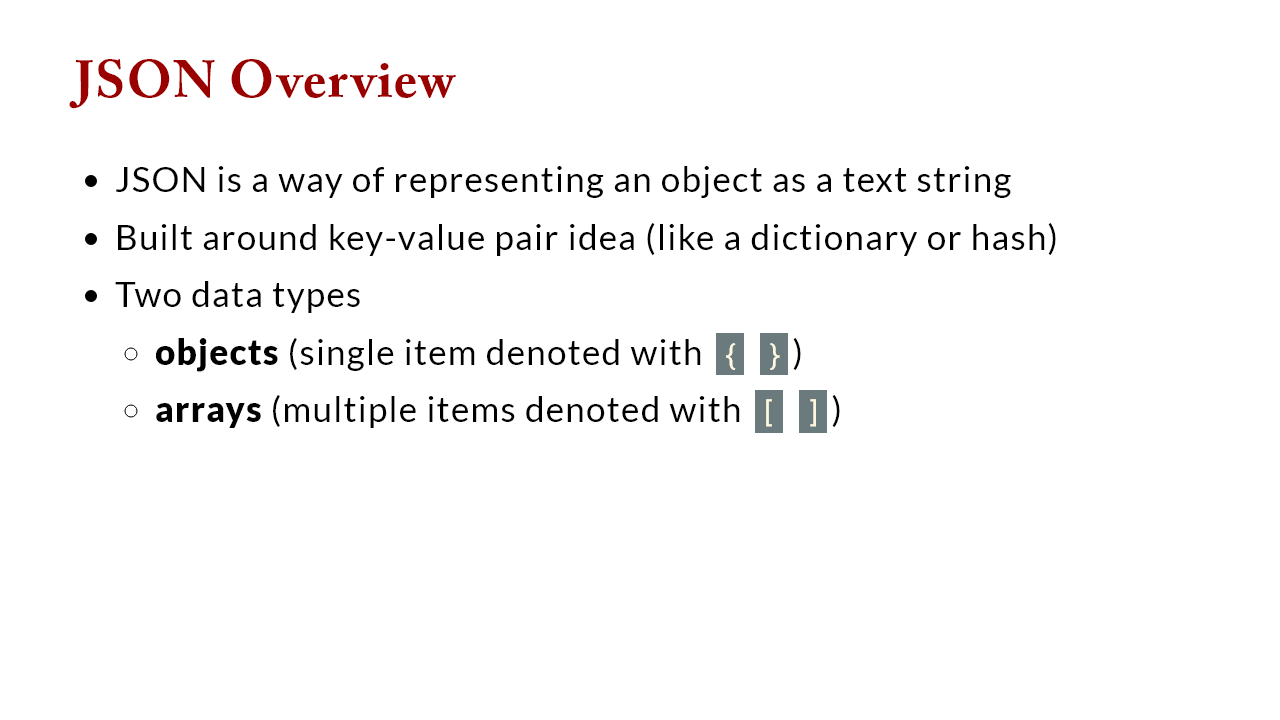 JSON Overview
• JSON is a way of representing an object as a text string
• Built around key-value pair idea (like a dictionary or hash)
• Two data types
○ objects (single item denoted with { })
○ arrays (multiple items denoted with [ ])